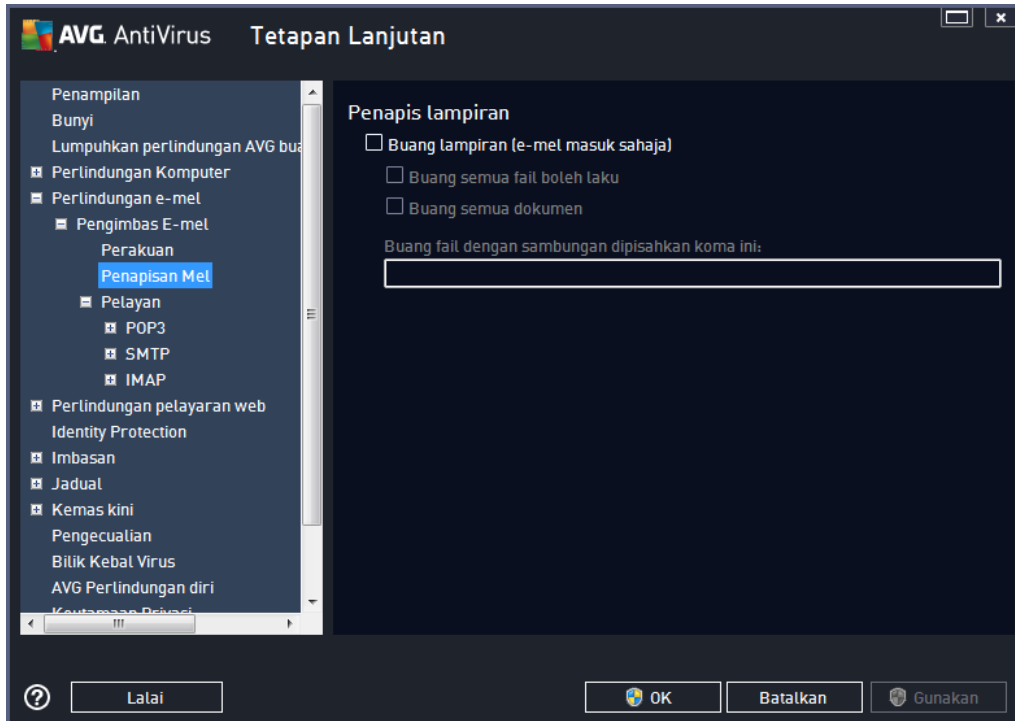 AVG. AntiVirus Tetapan Lanjutan
Penampilan
Bunyi
Lumpuhkan perlindungan AVG bua
Perlindungan Komputer
Perlindungan e-mel
Pengimbas E-mel
Perakuan
Penapisan Mel
Pelayan
POP3
SMTP
IMAP
Perlindungan pelayaran web
Identity Protection
Imbasan
Jadual
Kemas kini
Pengecualian
Bilik Kebal Virus
AVG Perlindungan diri
Keutamaan Privasi
Penapis lampiran
Buang lampiran (e-mel masuk sahaja)
Buang semua fail boleh laku
Buang semua dokumen
Buang fail dengan sambungan dipisahkan koma ini:
Lalai
OK
Batalkan
Gunakan